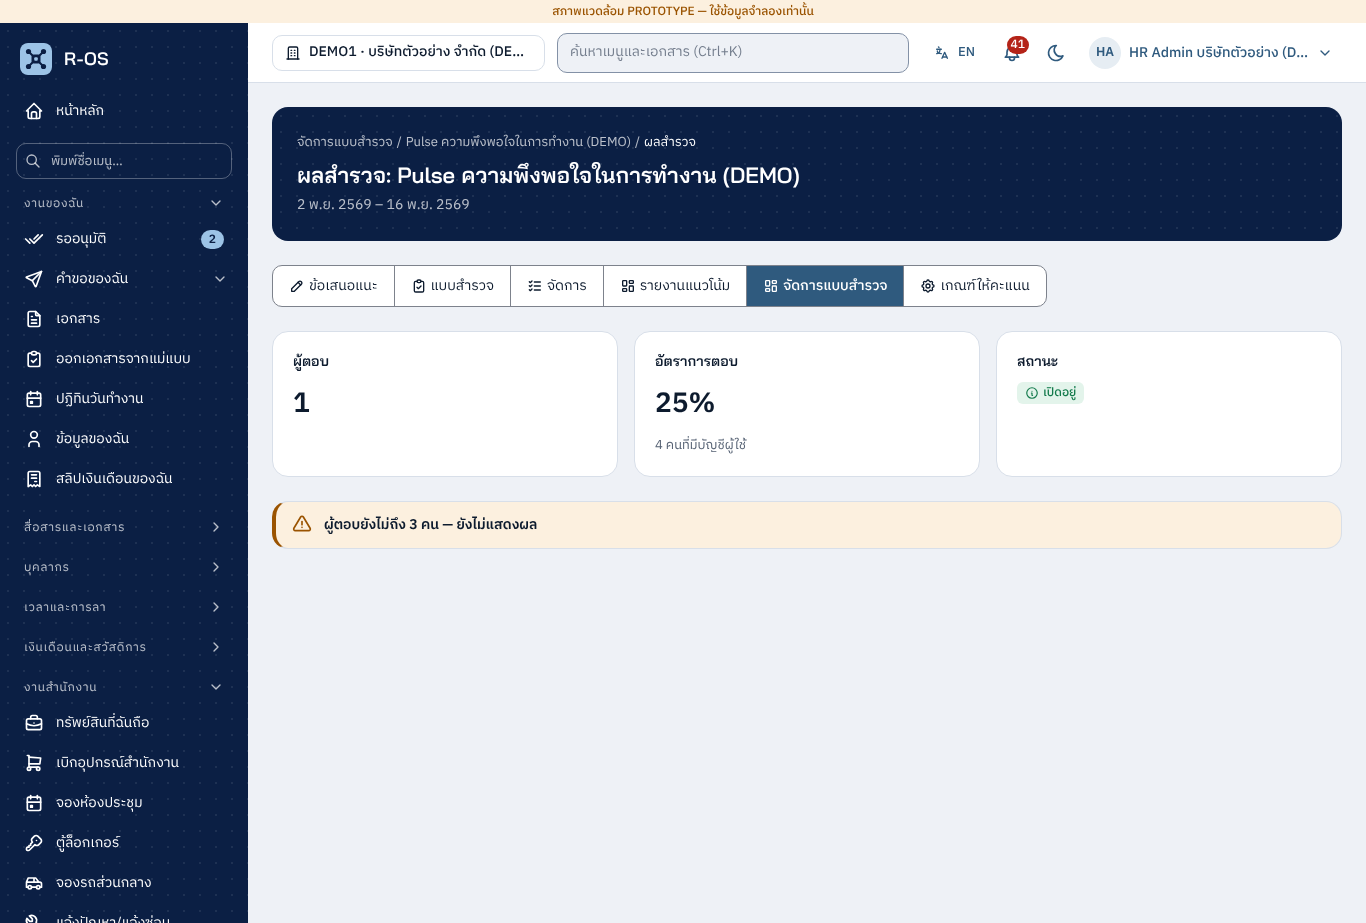 สภาพแวดล้อม PROTOTYPE — ใช้ข้อมูลจำลองเท่านั้น
R-OS
DEMO1 · บริษัทตัวอย่าง จำกัด (DE...
ค้นหาเมนูและเอกสาร (Ctrl+K)
EN
41
HA
HR Admin บริษัทตัวอย่าง (D...
หน้าหลัก
พิมพ์ชื่อเมนู...
งานของฉัน
รออนุมัติ
2
คำขอของฉัน
เอกสาร
ออกเอกสารจากแม่แบบ
ปฏิทินวันทำงาน
ข้อมูลของฉัน
สลิปเงินเดือนของฉัน
สื่อสารและเอกสาร
บุคลากร
เวลาและการลา
เงินเดือนและสวัสดิการ
งานสำนักงาน
ทรัพย์สินที่ฉันถือ
เบิกอุปกรณ์สำนักงาน
จองห้องประชุม
ตู้ล็อกเกอร์
จองรถส่วนกลาง
แจ้งปัญหา/แจ้งซ่อม
จัดการแบบสำรวจ / Pulse ความพึงพอใจในการทำงาน (DEMO) / ผลสำรวจ
ผลสำรวจ: Pulse ความพึงพอใจในการทำงาน (DEMO)
2 พ.ย. 2569 – 16 พ.ย. 2569
ข้อเสนอแนะ
แบบสำรวจ
จัดการ
รายงานแนวโน้ม
จัดการแบบสำรวจ
เกณฑ์ให้คะแนน
ผู้ตอบ
1
อัตราการตอบ
25%
4 คนที่มีบัญชีผู้ใช้
สถานะ
เปิดอยู่
ผู้ตอบยังไม่ถึง 3 คน — ยังไม่แสดงผล